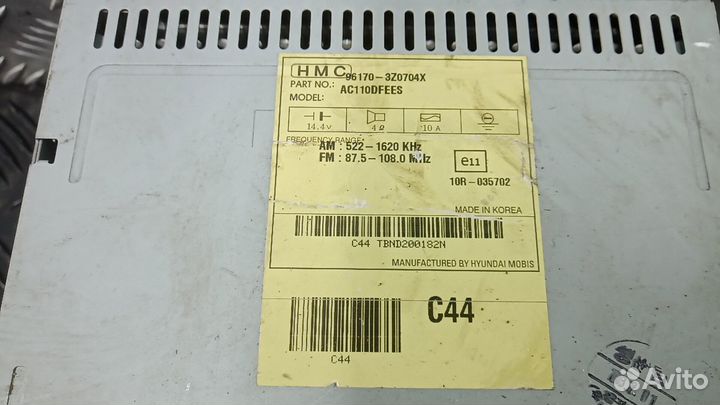 HMC
PART NO.: 96170-3Z0704X
MODEL: AC110DFEES
14.4v 4Ω 10 A
FREQUENCY RANGE:
AM : 522-1620 KHz
FM : 87.5-108.0 MHz
e11
10R-035702
MADE IN KOREA
C44 TBND200182N
MANUFACTURED BY HYUNDAI MOBIS
C44
C44
Avito